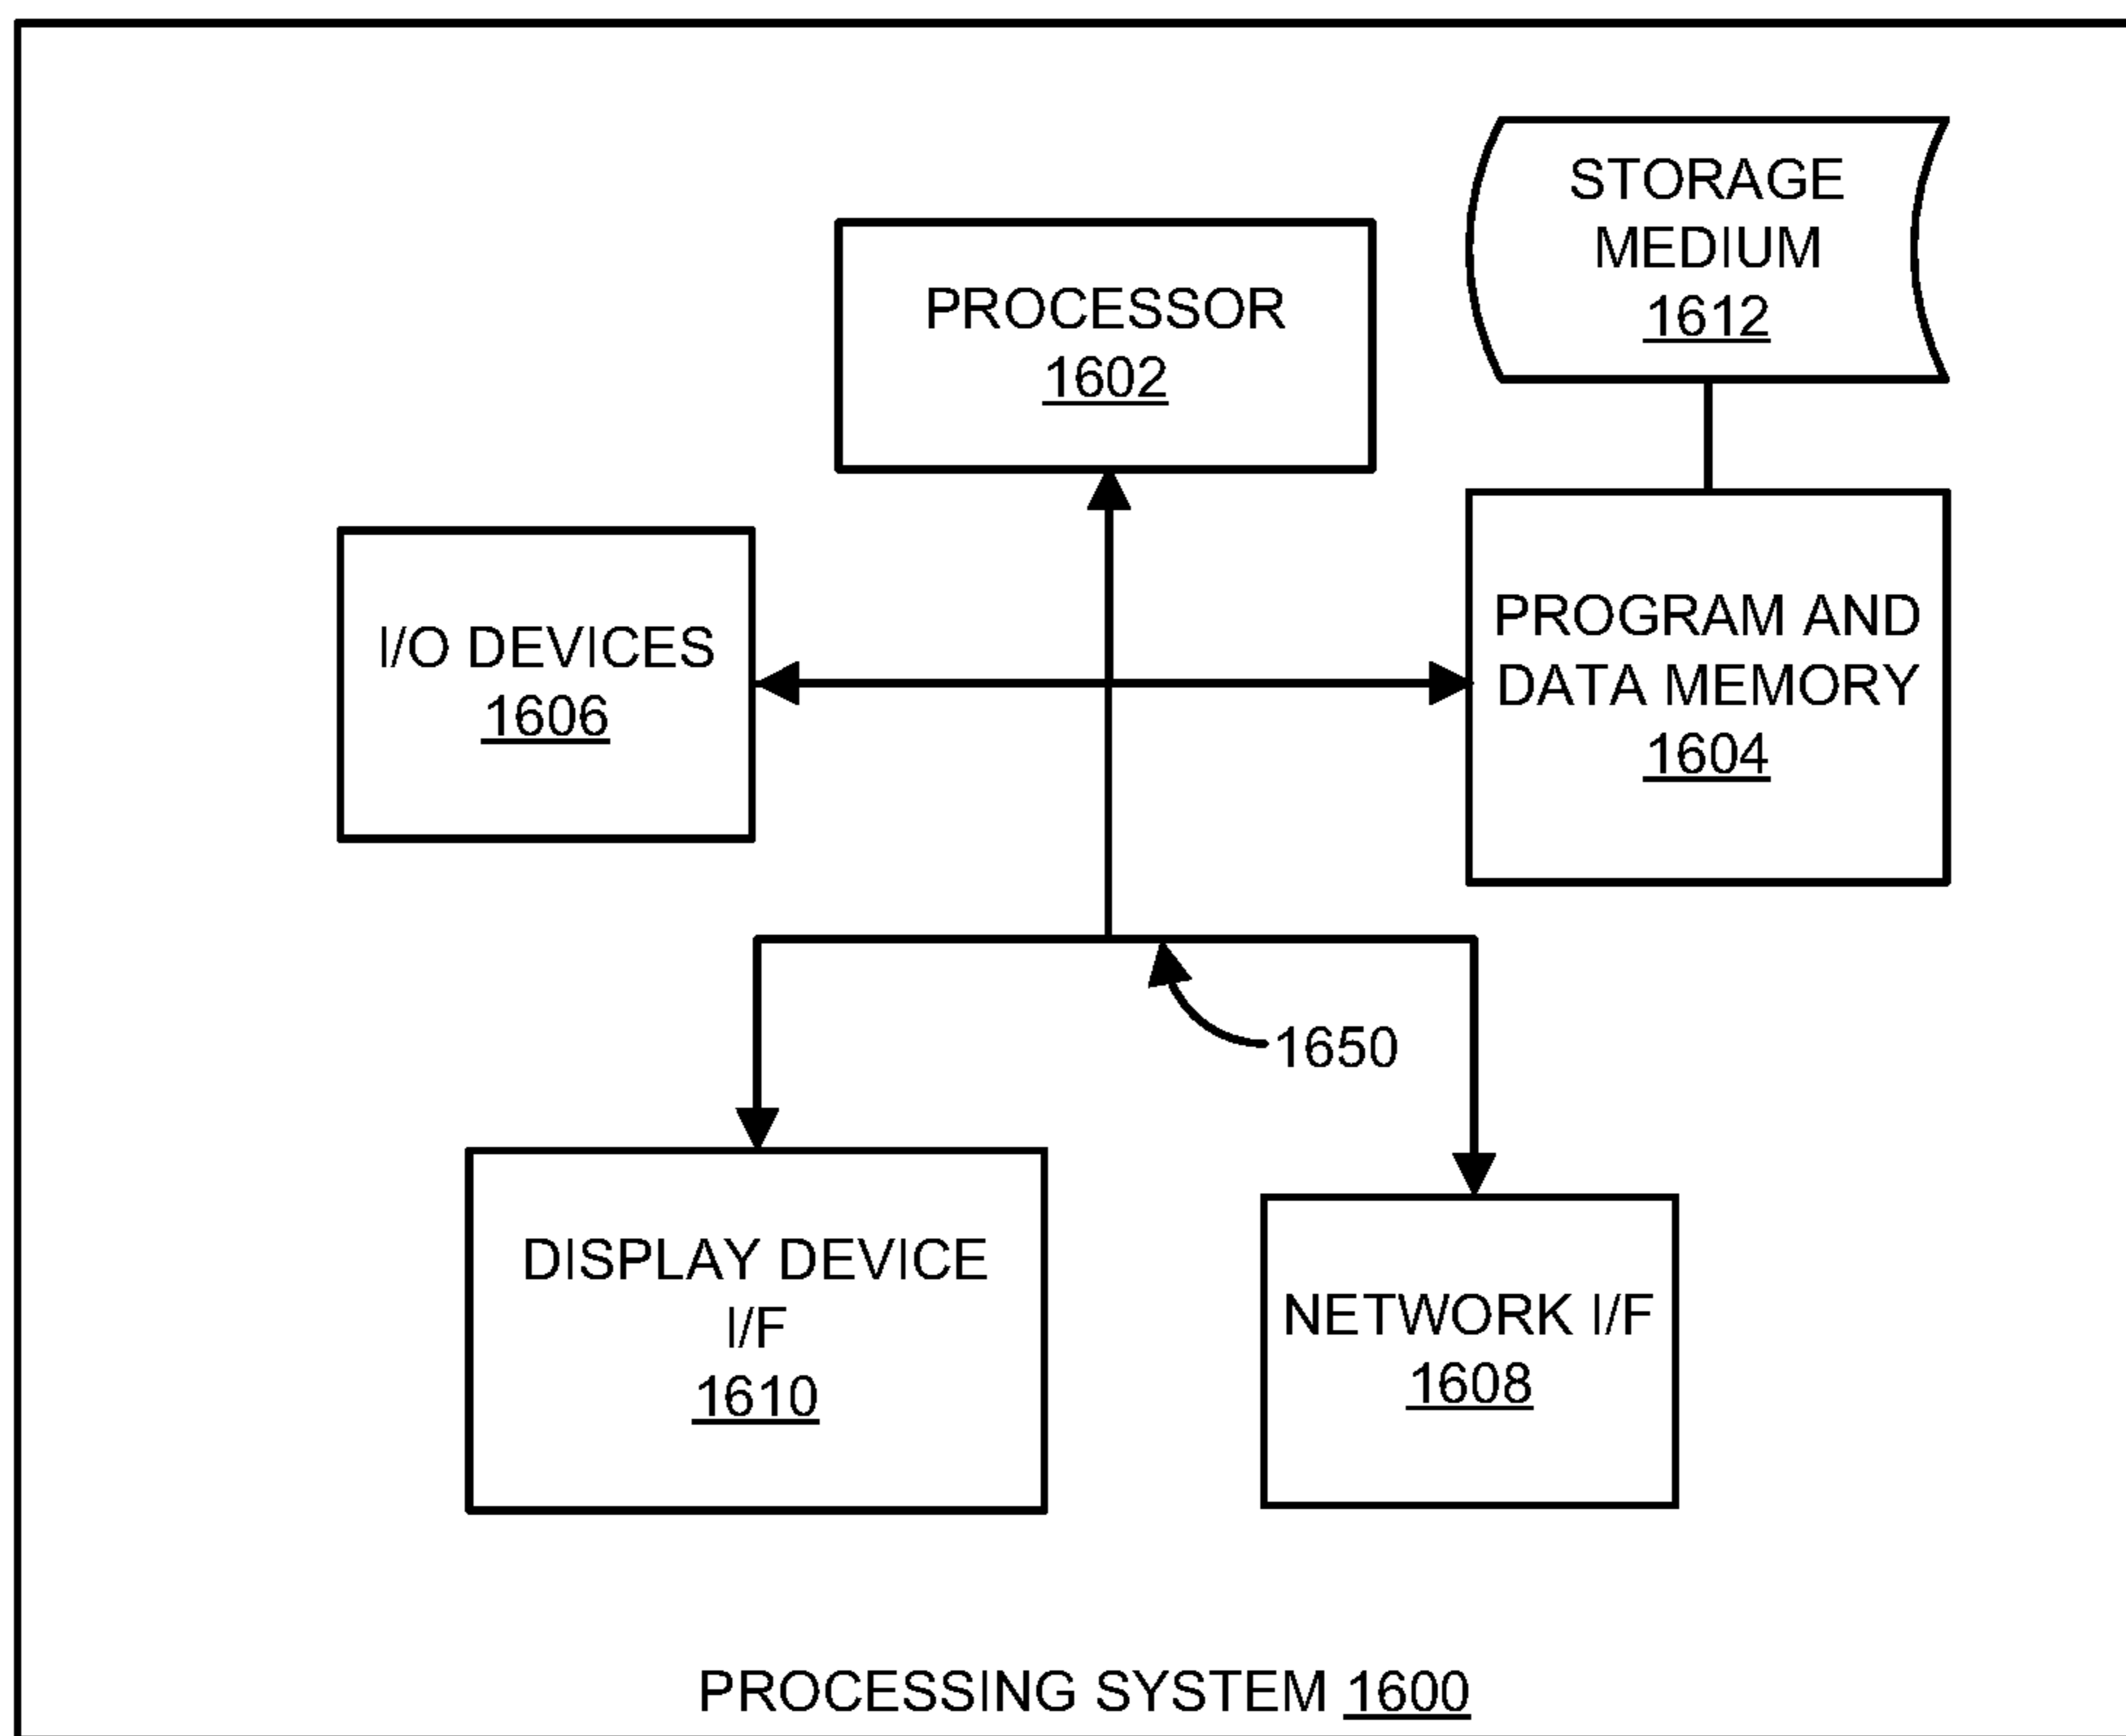 STORAGE
MEDIUM
1612
PROCESSOR
1602
I/O DEVICES
1606
PROGRAM AND
DATA MEMORY
1604
1650
DISPLAY DEVICE
I/F
1610
NETWORK I/F
1608
PROCESSING SYSTEM 1600